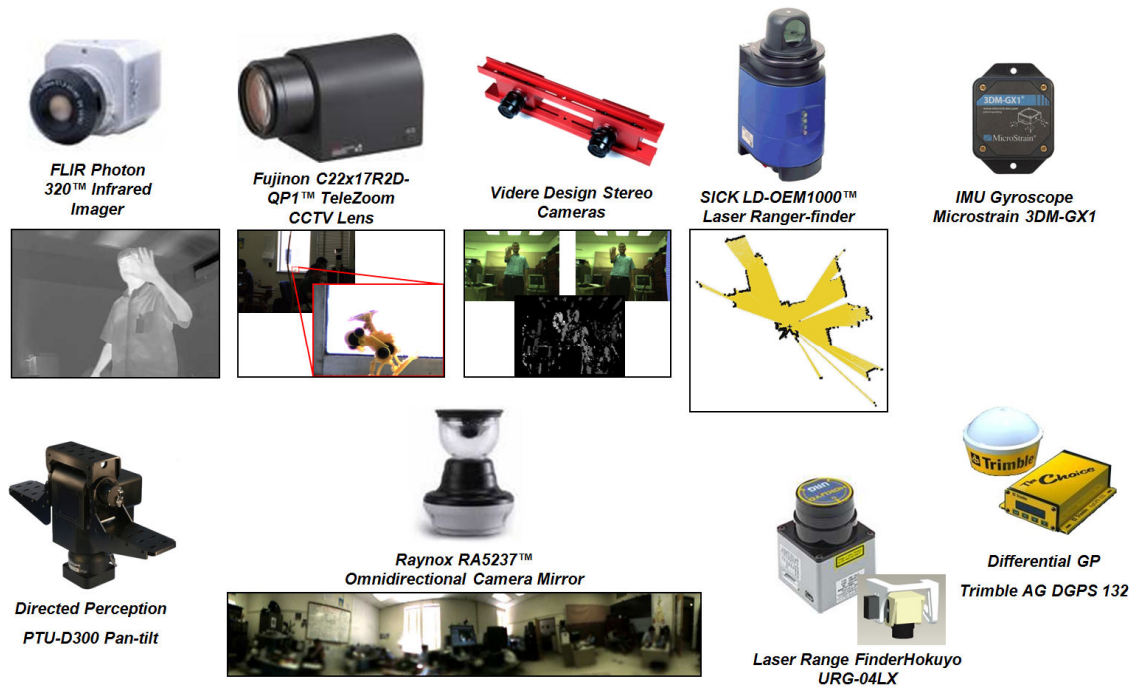 FLIR Photon
320™ Infrared
Imager
Fujinon C22x17R2D-
QP1™ TeleZoom
CCTV Lens
Videre Design Stereo
Cameras
SICK LD-OEM1000™
Laser Ranger-finder
3DM-GX1
MicroStrain
IMU Gyroscope
Microstrain 3DM-GX1
Directed Perception
PTU-D300 Pan-tilt
Raynox RA5237™
Omnidirectional Camera Mirror
HOKUYO
URG
Laser Range FinderHokuyo
URG-04LX
Trimble
The Choice
Differential GP
Trimble AG DGPS 132